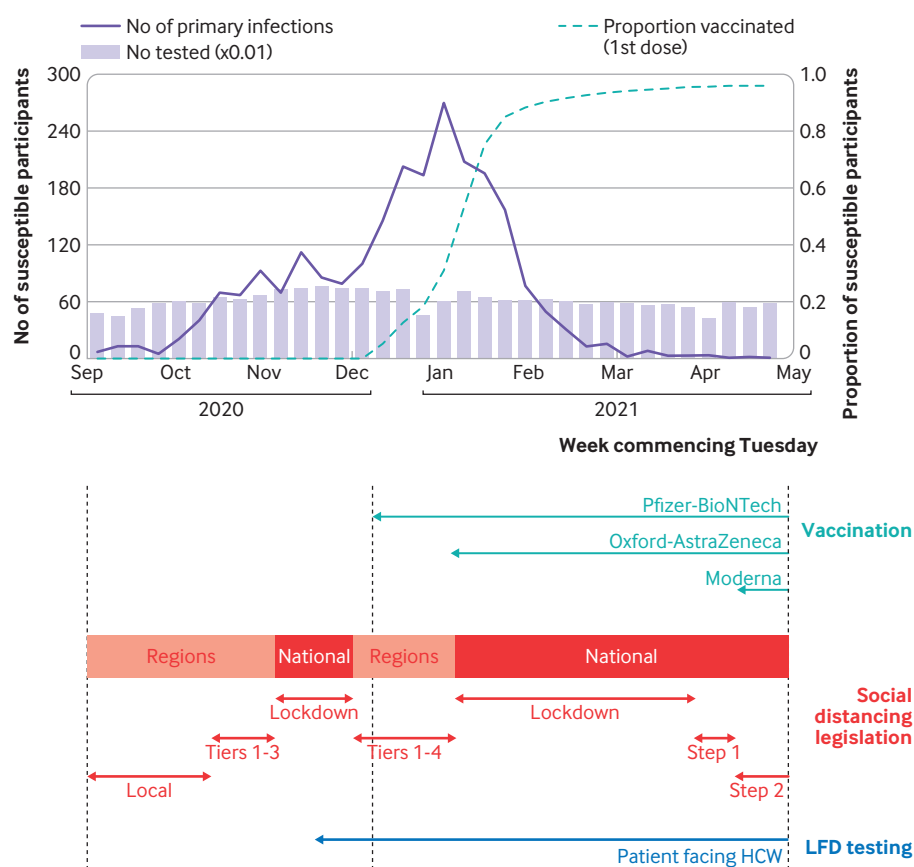 No of primary infections
No tested (x0.01)
Proportion vaccinated
(1st dose)
No of susceptible participants
300
240
180
120
60
0
Proportion of susceptible participants
1.0
0.8
0.6
0.4
0.2
0
Sep
Oct
Nov
Dec
Jan
Feb
Mar
Apr
May
2020
2021
Week commencing Tuesday
Pfizer-BioNTech
Oxford-AstraZeneca
Moderna
Vaccination
Regions
National
Regions
National
Lockdown
Lockdown
Tiers 1-3
Tiers 1-4
Step 1
Local
Step 2
Social
distancing
legislation
Patient facing HCW
LFD testing